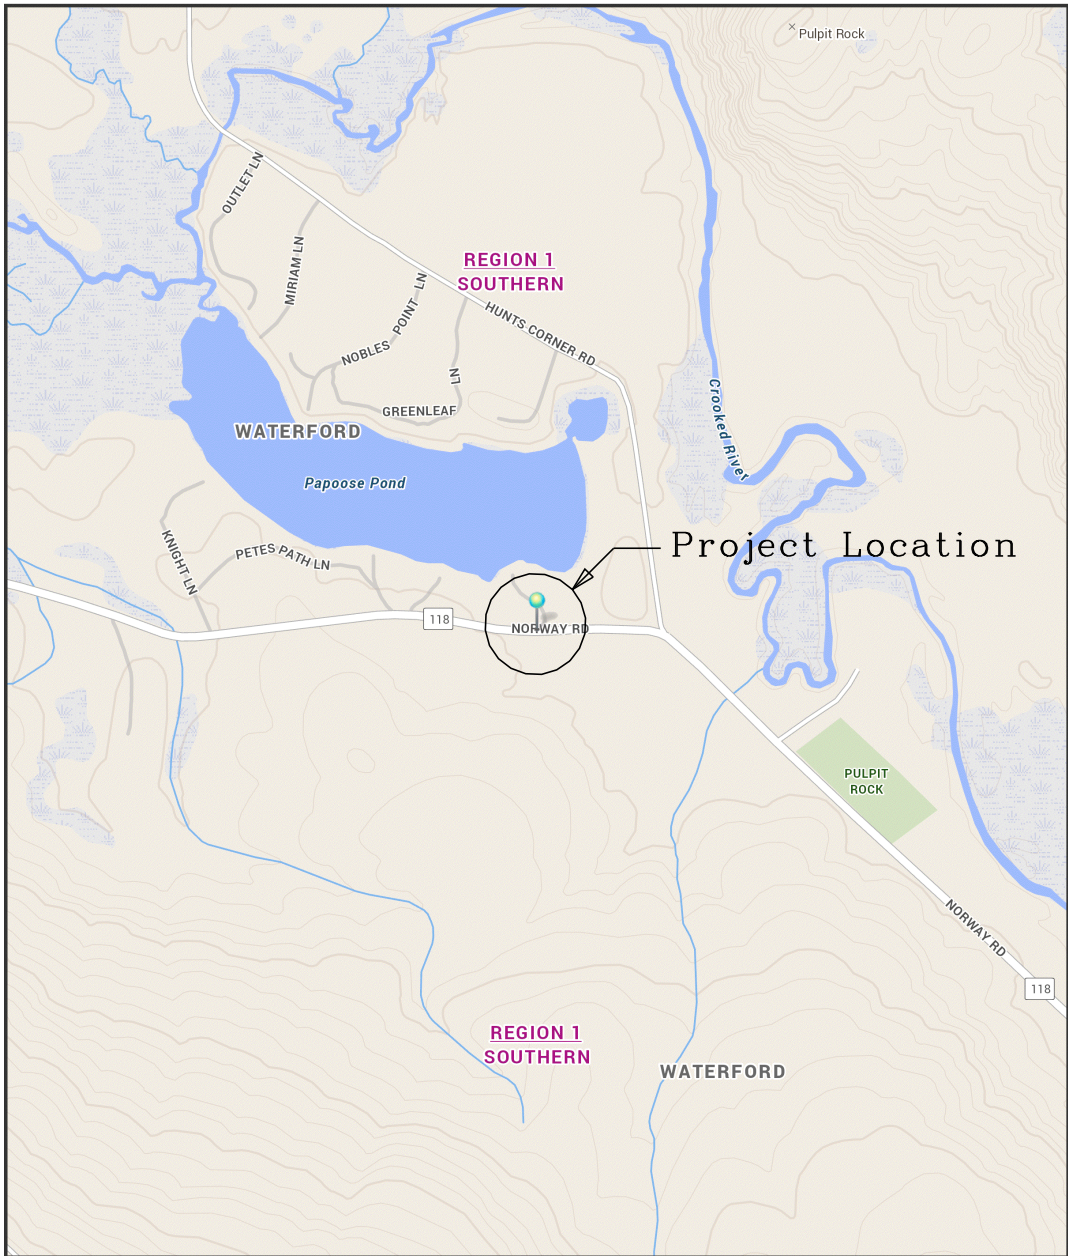 Pulpit Rock
OUTLET LN
MIRIAM LN
REGION 1
SOUTHERN
NOBLES POINT LN
HUNTS CORNER RD
GREENLEAF LN
Crooked River
WATERFORD
Papoose Pond
KNIGHT LN
PETES PATH LN
Project Location
118
NORWAY RD
PULPIT
ROCK
NORWAY RD
118
REGION 1
SOUTHERN
WATERFORD